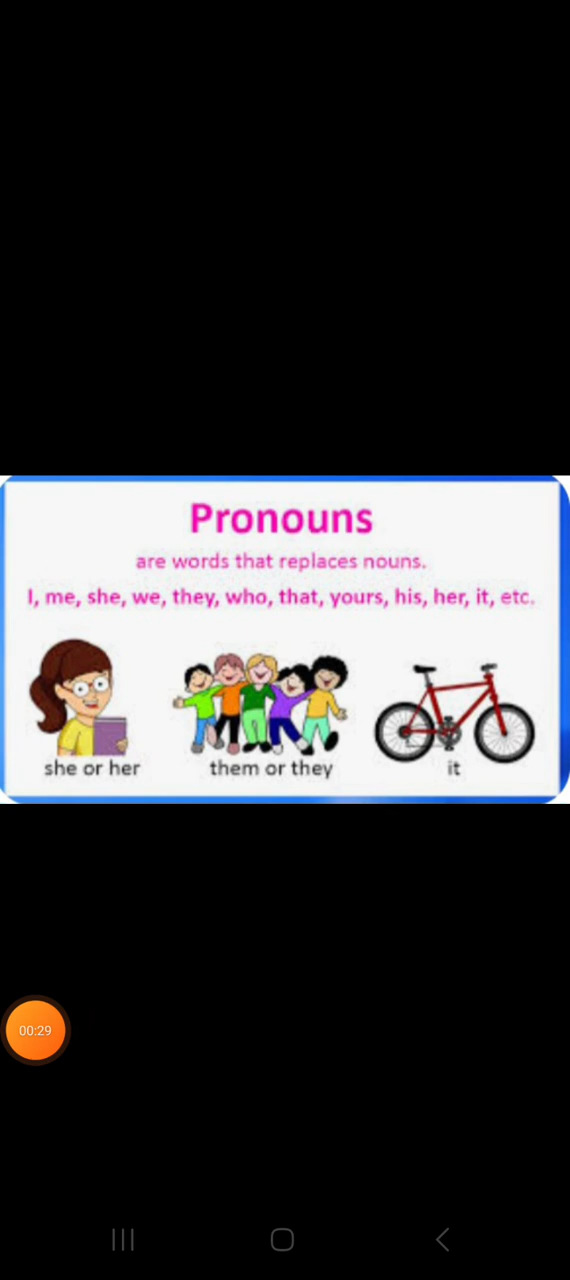 Pronouns
are words that replaces nouns.
I, me, she, we, they, who, that, yours, his, her, it, etc.
she or her
them or they
it
00:29